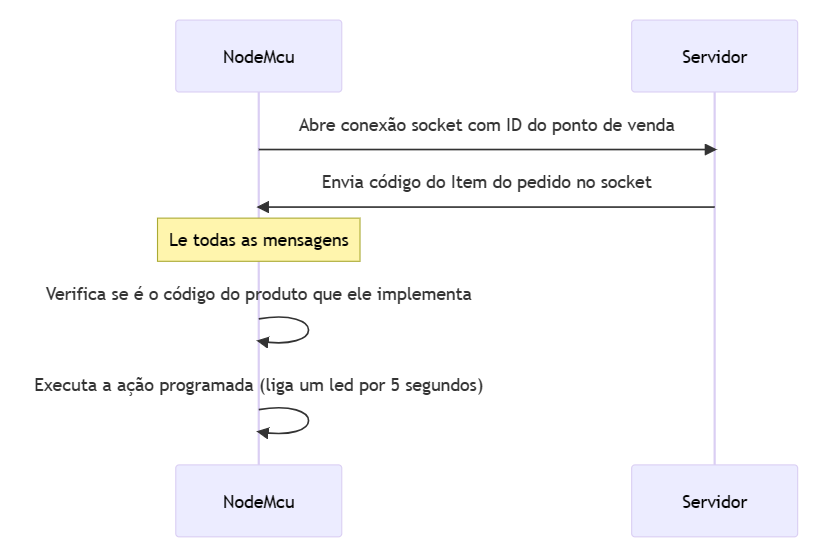 NodeMcu
Servidor
Abre conexão socket com ID do ponto de venda
Envia código do Item do pedido no socket
Le todas as mensagens
Verifica se é o código do produto que ele implementa
Executa a ação programada (liga um led por 5 segundos)
NodeMcu
Servidor